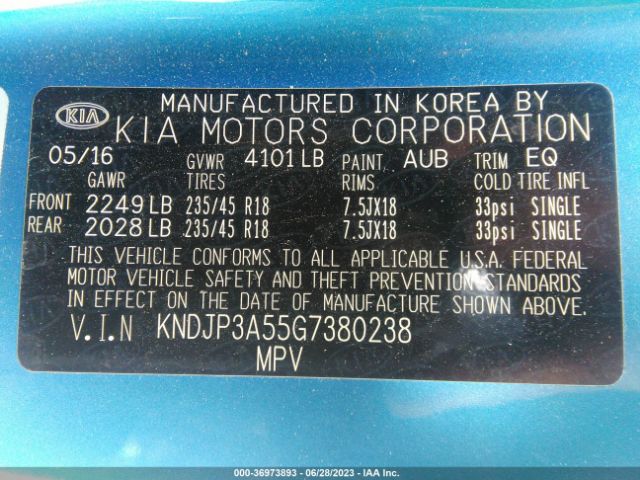 KIA
MANUFACTURED IN KOREA BY
KIA MOTORS CORPORATION
05/16 GVWR 4101 LB PAINT AUB TRIM EQ
GAWR TIRES RIMS COLD TIRE INFL
FRONT 2249 LB 235/45 R18 7.5JX18 33psi SINGLE
REAR 2028 LB 235/45 R18 7.5JX18 33psi SINGLE
THIS VEHICLE CONFORMS TO ALL APPLICABLE U.S.A. FEDERAL
MOTOR VEHICLE SAFETY AND THEFT PREVENTION STANDARDS
IN EFFECT ON THE DATE OF MANUFACTURE SHOWN ABOVE.
V.I.N KNDJP3A55G7380238
MPV
000-36973893 - 06/28/2023 - IAA Inc.